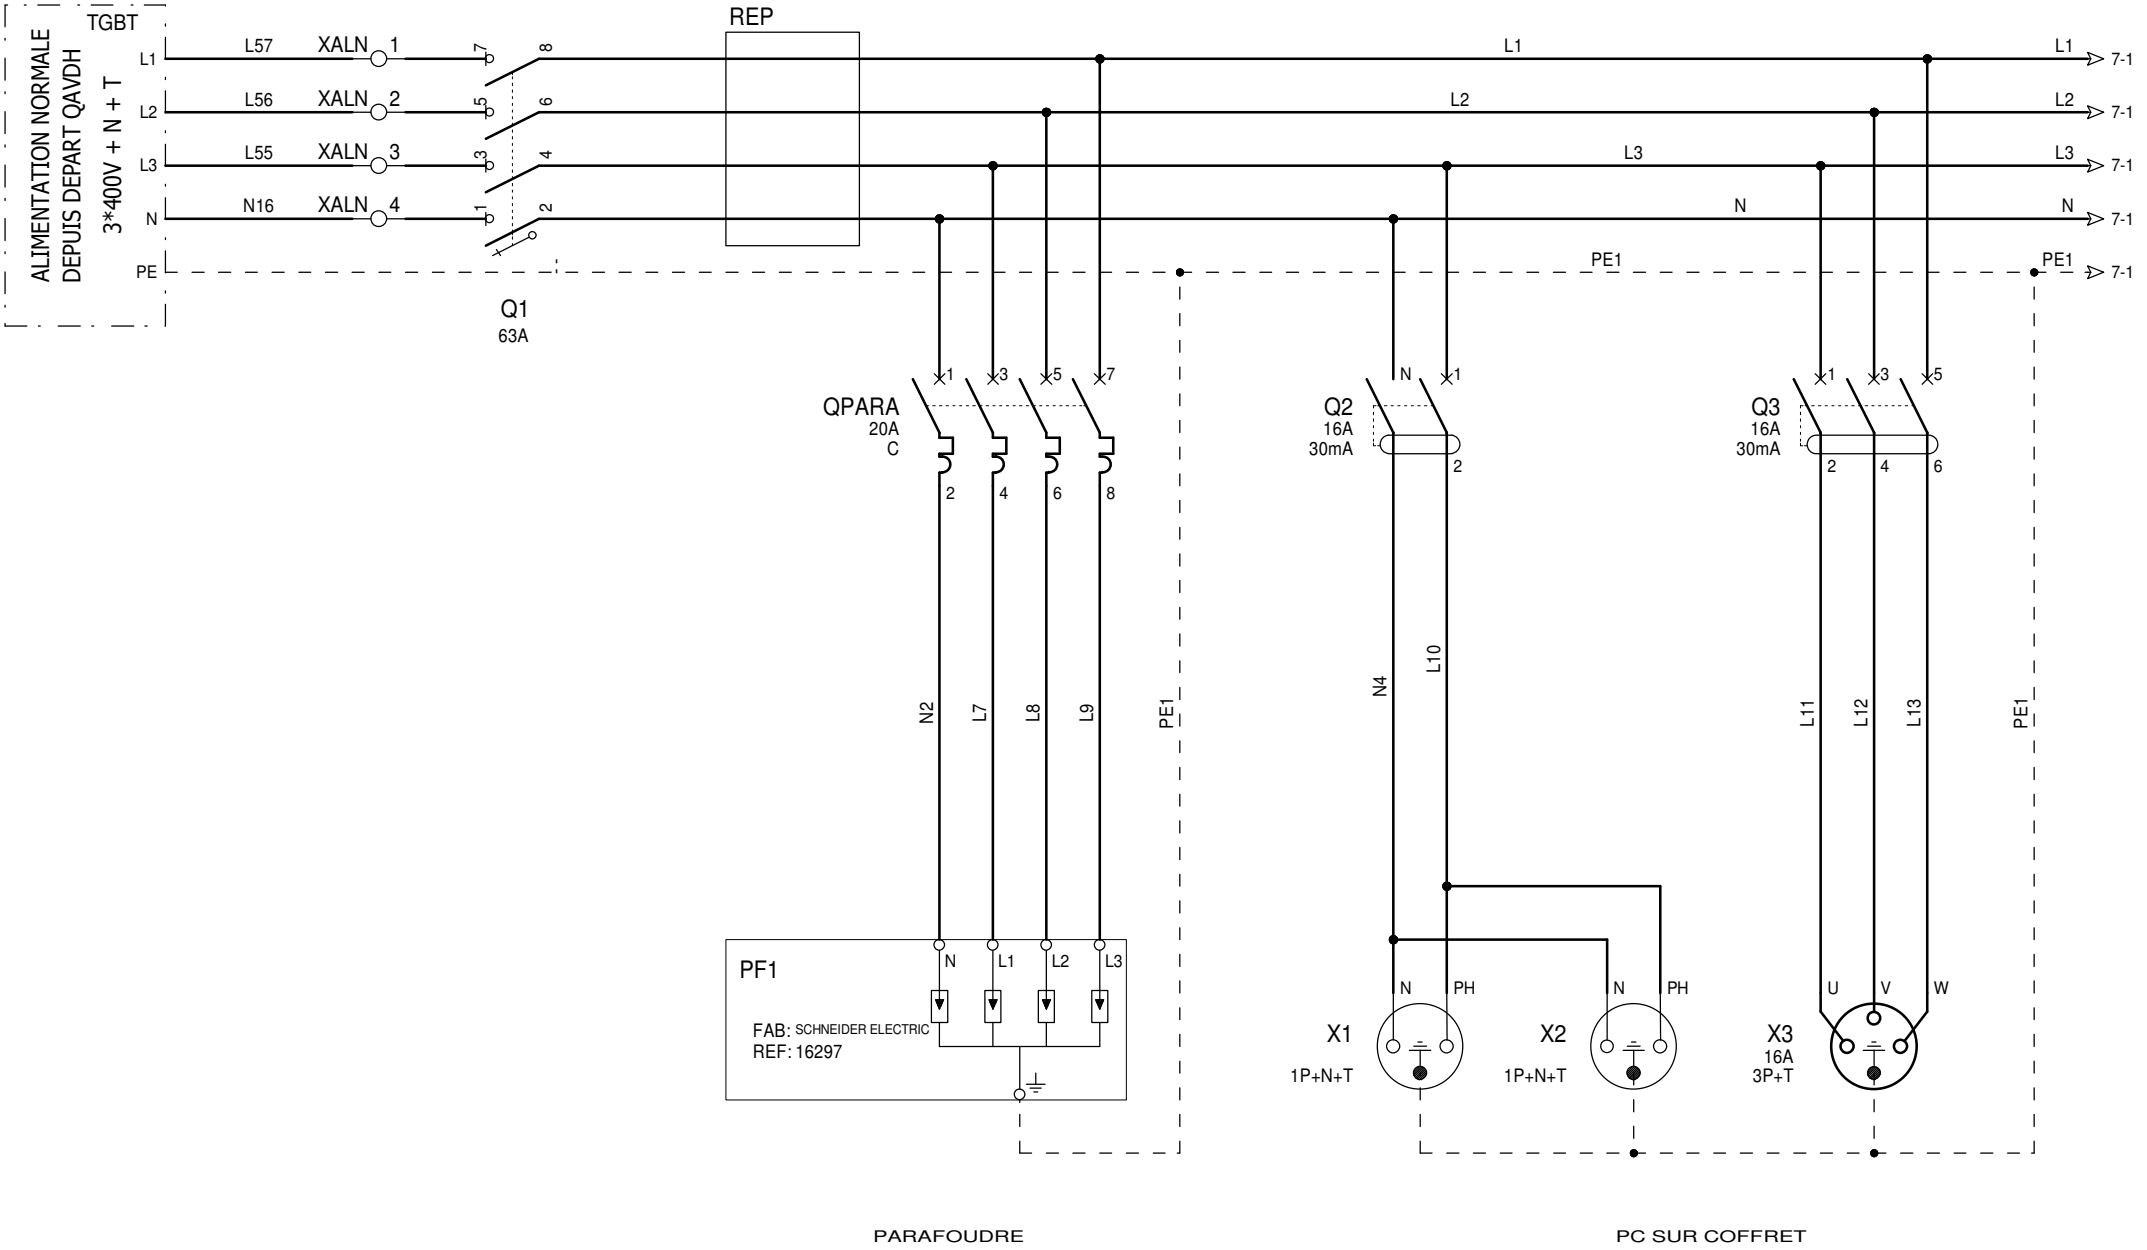 TGBT
REP
ALIMENTATION NORMALE
DEPUIS DEPART QAVDH
3*400V + N + T
L1 L57 XALN 1 7 8 L1 L1 7-1
L2 L56 XALN 2 5 6 L2 L2 7-1
L3 L55 XALN 3 3 4 L3 L3 7-1
N N16 XALN 4 1 2 N N 7-1
PE PE1 PE1 7-1
Q1
63A
QPARA
20A
C
1 3 5 7
2 4 6 8
Q2
16A
30mA
N 1
2
Q3
16A
30mA
1 3 5
2 4 6
N2 L7 L8 L9 PE1 N4 L10 L11 L12 L13 PE1
PF1
N L1 L2 L3
FAB: SCHNEIDER ELECTRIC
REF: 16297
X1
1P+N+T
N PH
X2
1P+N+T
N PH
X3
16A
3P+T
U V W
PARAFOUDRE
PC SUR COFFRET